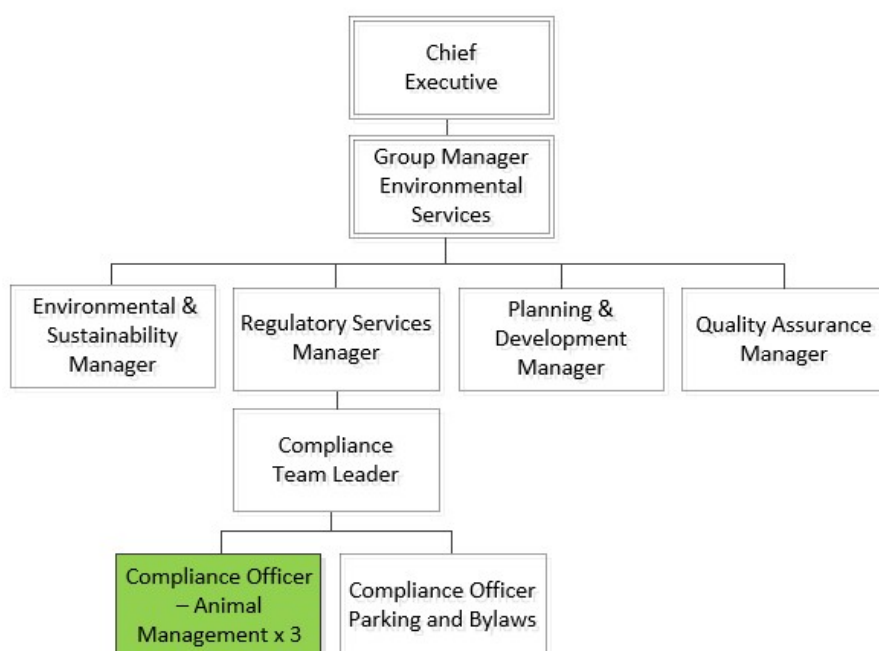 Chief
Executive
Group Manager
Environmental
Services
Environmental &
Sustainability
Manager
Regulatory Services
Manager
Planning &
Development
Manager
Quality Assurance
Manager
Compliance
Team Leader
Compliance Officer
– Animal
Management x 3
Compliance Officer
Parking and Bylaws